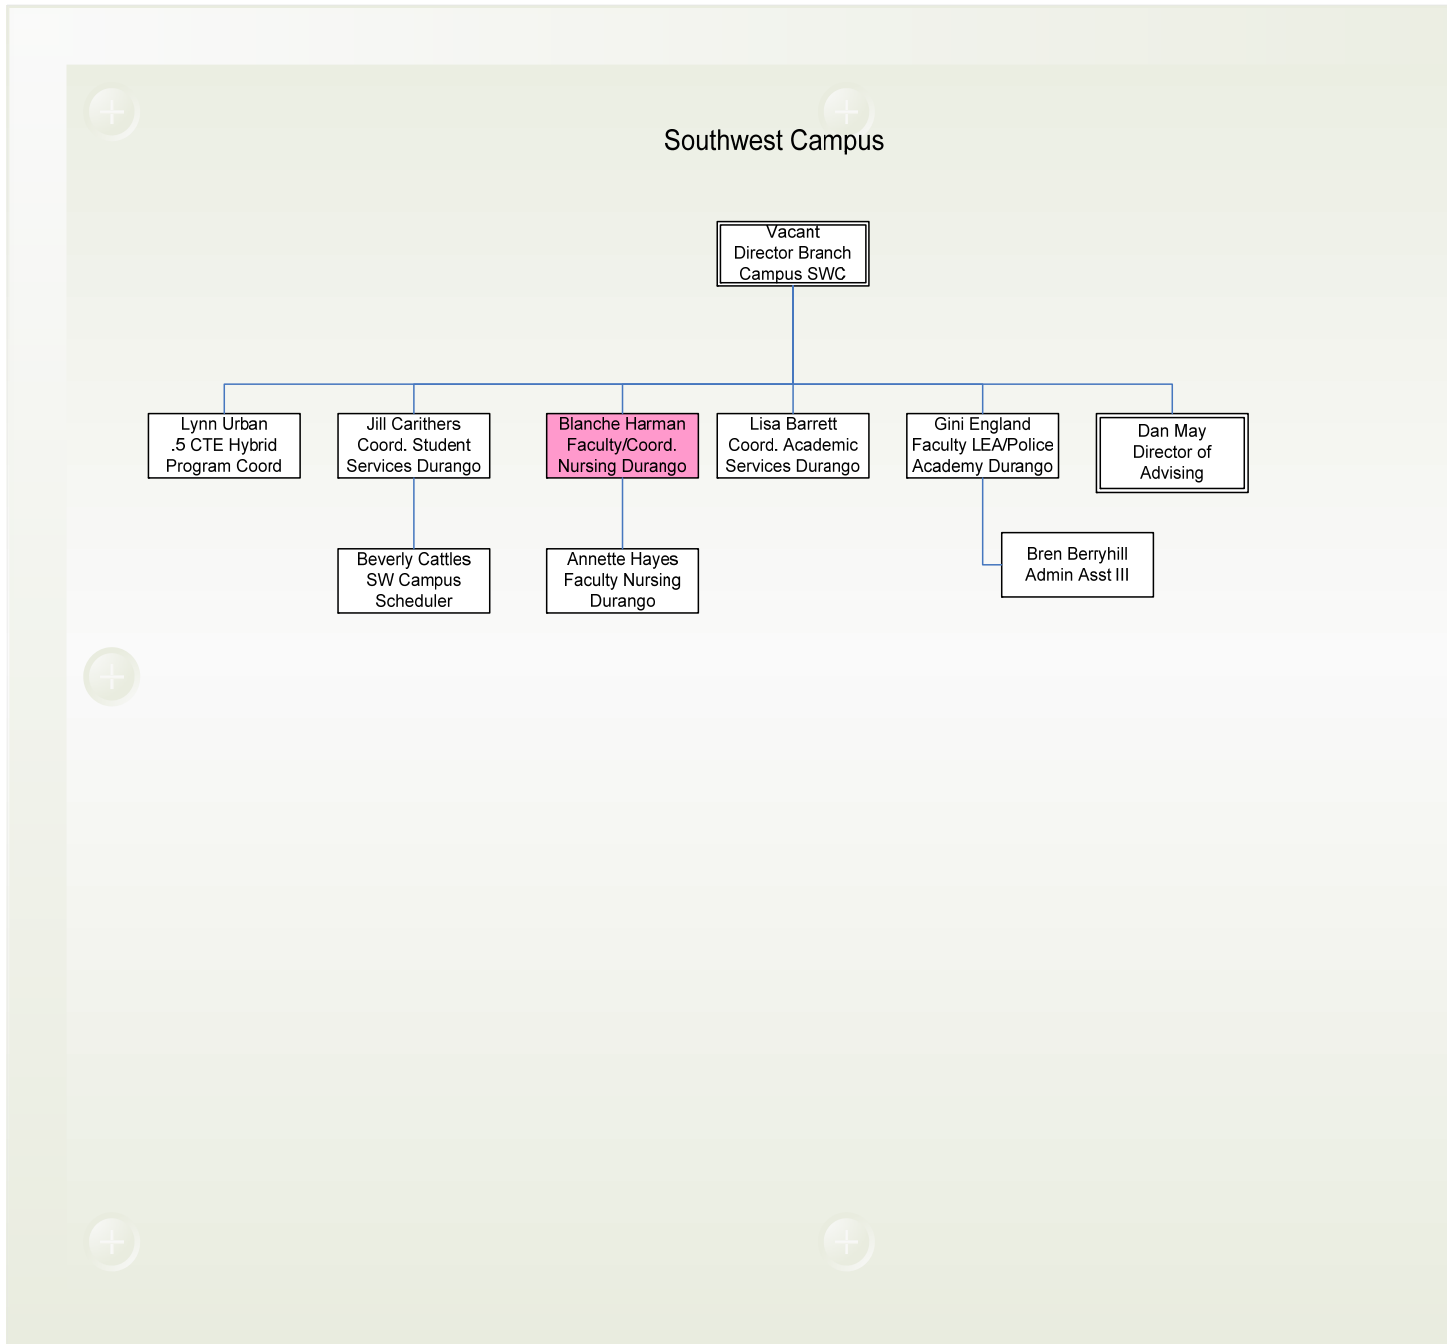 Southwest Campus
Vacant
Director Branch
Campus SWC
Lynn Urban
.5 CTE Hybrid
Program Coord
Jill Carithers
Coord. Student
Services Durango
Blanche Harman
Faculty/Coord.
Nursing Durango
Lisa Barrett
Coord. Academic
Services Durango
Gini England
Faculty LEA/Police
Academy Durango
Dan May
Director of
Advising
Beverly Cattles
SW Campus
Scheduler
Annette Hayes
Faculty Nursing
Durango
Bren Berryhill
Admin Asst III